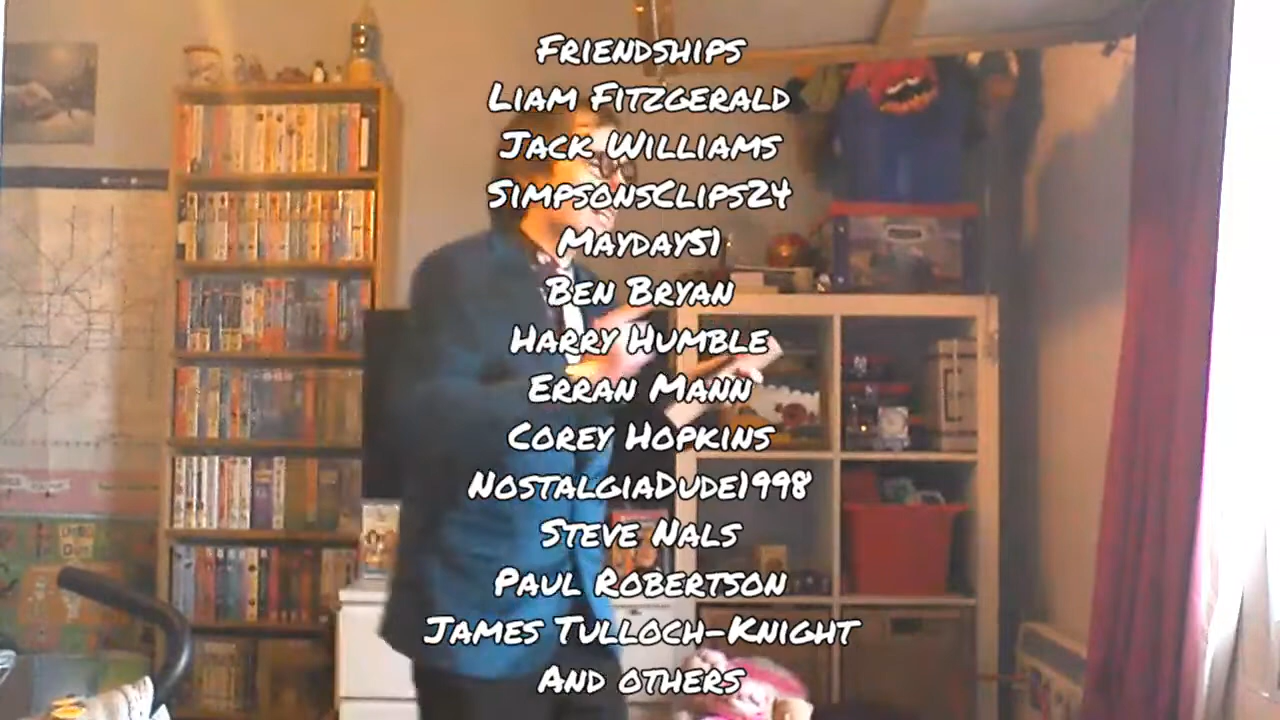 Friendships
Liam Fitzgerald
Jack Williams
SimpsonsClips24
Mayday51
Ben Bryan
Harry Humble
Erran Mann
Corey Hopkins
NostalgiaDude1998
Steve Nals
Paul Robertson
James Tulloch-Knight
And others